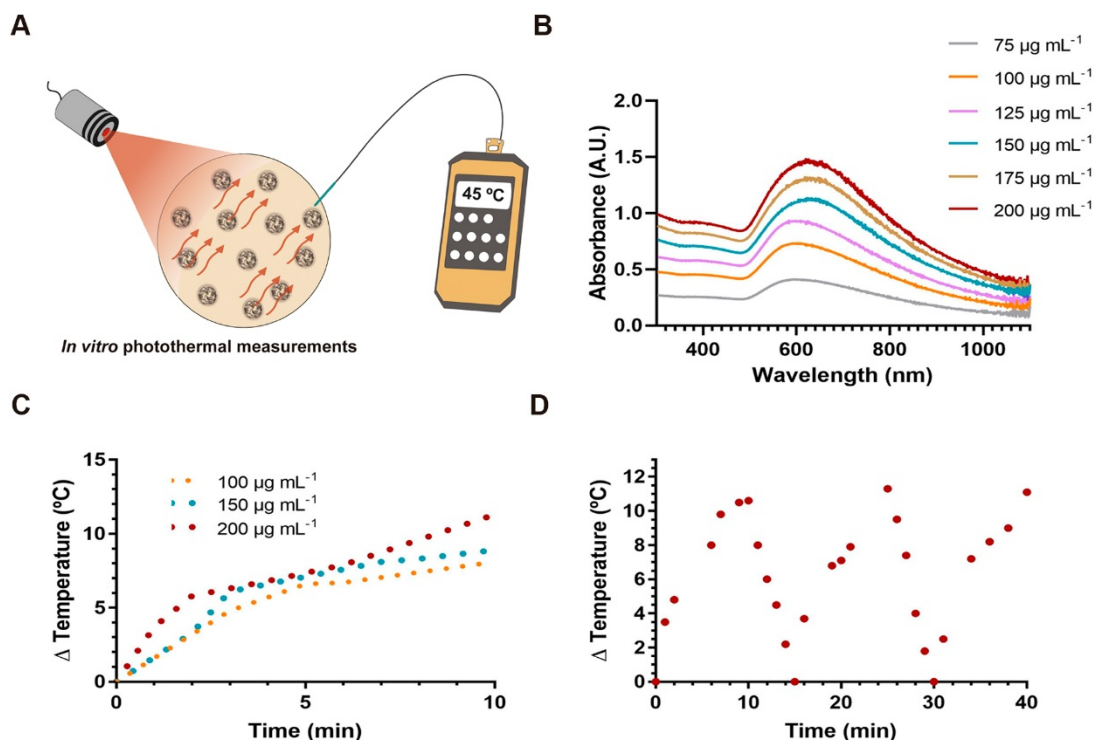 A
45 ºC
In vitro photothermal measurements
B
75 µg mL⁻¹
100 µg mL⁻¹
125 µg mL⁻¹
150 µg mL⁻¹
175 µg mL⁻¹
200 µg mL⁻¹
2.0
1.5
1.0
0.5
0.0
Absorbance (A.U.)
400 600 800 1000
Wavelength (nm)
C
15
10
5
0
Δ Temperature (ºC)
100 µg mL⁻¹
150 µg mL⁻¹
200 µg mL⁻¹
0 5 10
Time (min)
D
12
10
8
6
4
2
0
Δ Temperature (ºC)
0 10 20 30 40
Time (min)